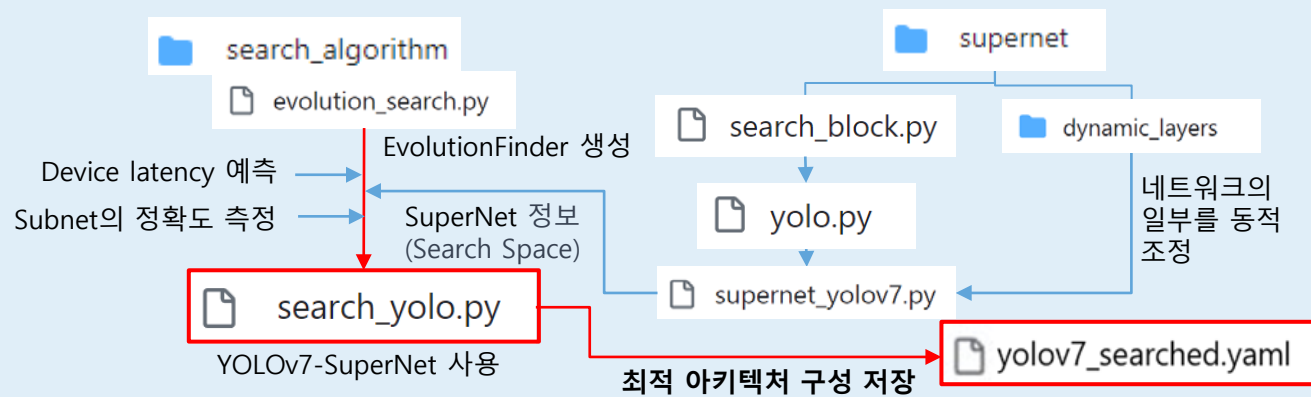 search_algorithm
evolution_search.py
EvolutionFinder 생성
Device latency 예측
Subnet의 정확도 측정
SuperNet 정보
(Search Space)
search_yolo.py
YOLOv7-SuperNet 사용
supernet
search_block.py
dynamic_layers
yolo.py
네트워크의
일부를 동적
조정
supernet_yolov7.py
최적 아키텍처 구성 저장
yolov7_searched.yaml